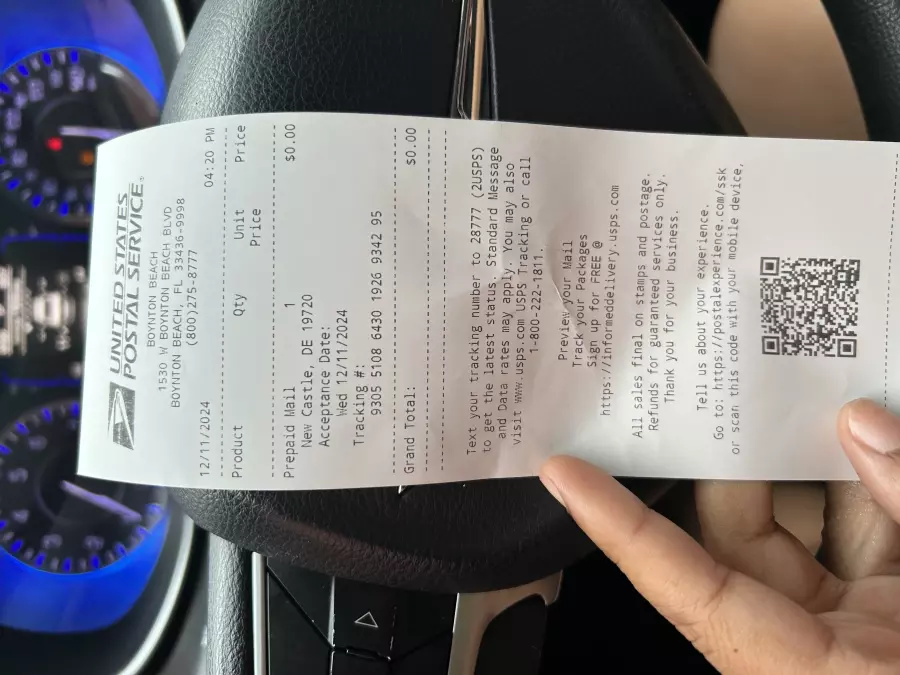 UNITED STATES
POSTAL SERVICE®
BOYNTON BEACH
1530 W BOYNTON BEACH BLVD
BOYNTON BEACH, FL 33436-9998
(800)275-8777
12/11/2024 04:20 PM
Product Qty Unit Price
Price
Prepaid Mail 1 $0.00
New Castle, DE 19720
Acceptance Date:
Wed 12/11/2024
Tracking #:
9305 5108 6430 1926 9342 95
Grand Total: $0.00
Text your tracking number to 28777 (2USPS)
to get the latest status. Standard Message
and Data rates may apply. You may also
visit www.usps.com USPS Tracking or call
1-800-222-1811.
Preview your Mail
Track your Packages
Sign up for FREE @
https://informeddelivery.usps.com
All sales final on stamps and postage.
Refunds for guaranteed services only.
Thank you for your business.
Tell us about your experience.
Go to: https://postalexperience.com/ssk
or scan this code with your mobile device,